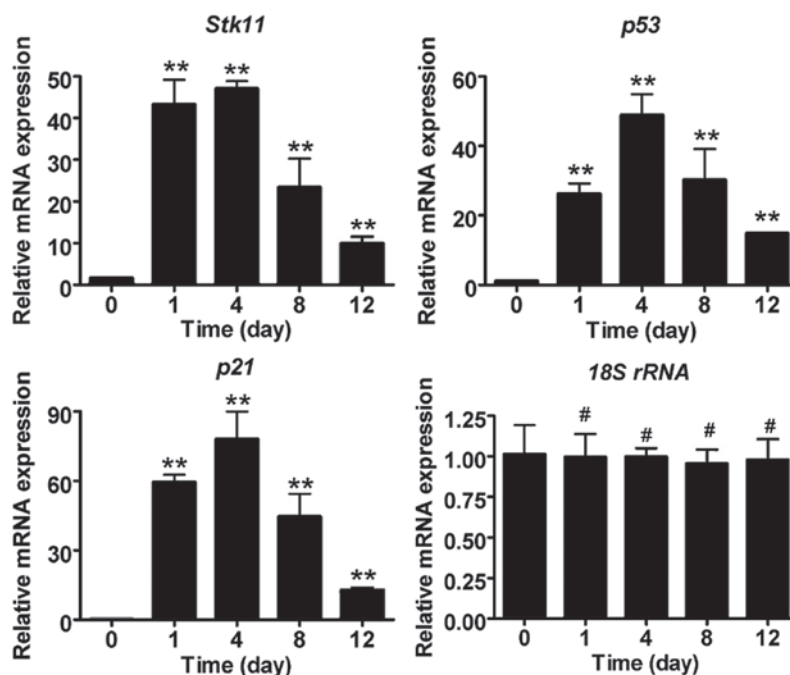 Stk11
Relative mRNA expression
** ** ** **
50
40
30
20
10
0
0 1 4 8 12
Time (day)
p53
Relative mRNA expression
** ** ** **
60
40
20
0
0 1 4 8 12
Time (day)
p21
Relative mRNA expression
** ** ** **
90
60
30
0
0 1 4 8 12
Time (day)
18S rRNA
Relative mRNA expression
# # # #
1.25
1.00
0.75
0.50
0.25
0.00
0 1 4 8 12
Time (day)